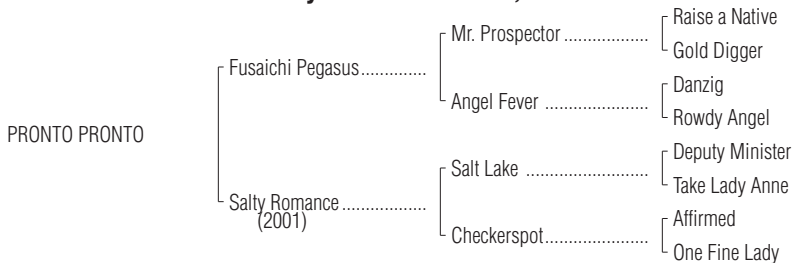 Raise a Native
Mr. Prospector ...................
Gold Digger
Fusaichi Pegasus..............
Danzig
Angel Fever .......................
Rowdy Angel
PRONTO PRONTO
Deputy Minister
Salt Lake ...........................
Take Lady Anne
Salty Romance ..................
(2001)
Affirmed
Checkerspot.......................
One Fine Lady